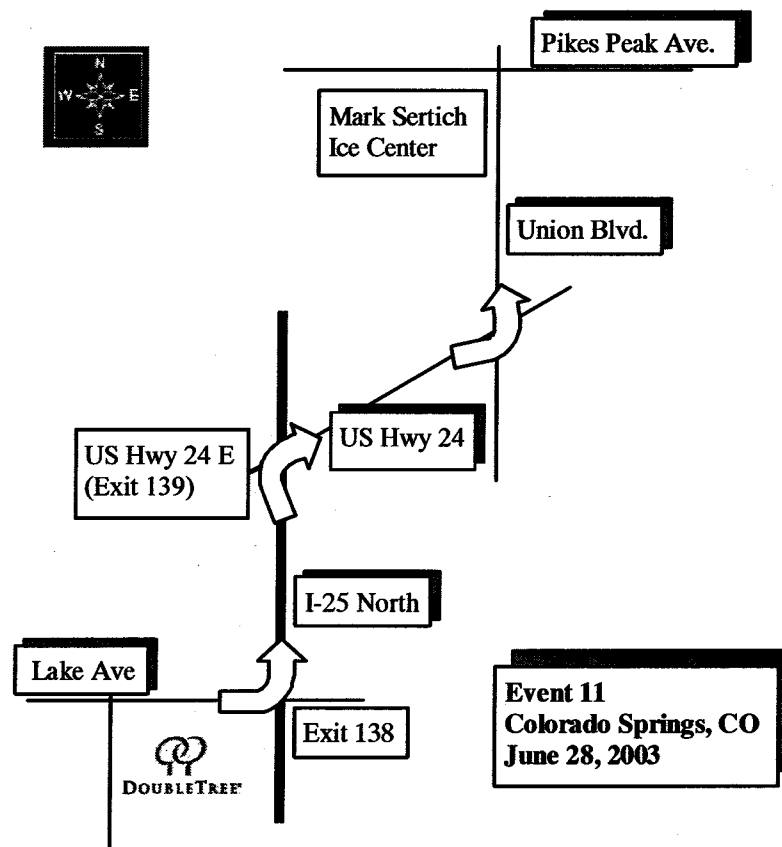 Pikes Peak Ave.
N
W E
S
Mark Sertich
Ice Center
Union Blvd.
US Hwy 24 E
(Exit 139)
US Hwy 24
I-25 North
Lake Ave
Exit 138
DOUBLETREE
Event 11
Colorado Springs, CO
June 28, 2003